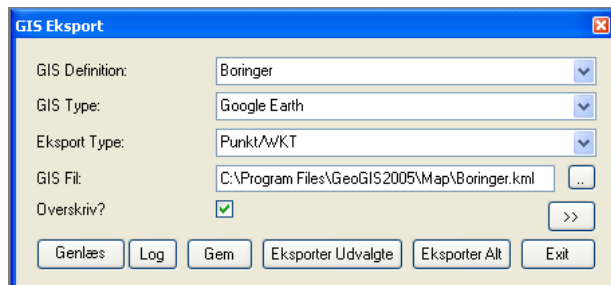 GIS Eksport
GIS Definition: Boringer
GIS Type: Google Earth
Eksport Type: Punkt/WKT
GIS Fil: C:\Program Files\GeoGIS2005\Map\Boringer.kml ..
Overskriv? >>
Genlæs Log Gem Eksporter Udvalgte Eksporter Alt Exit